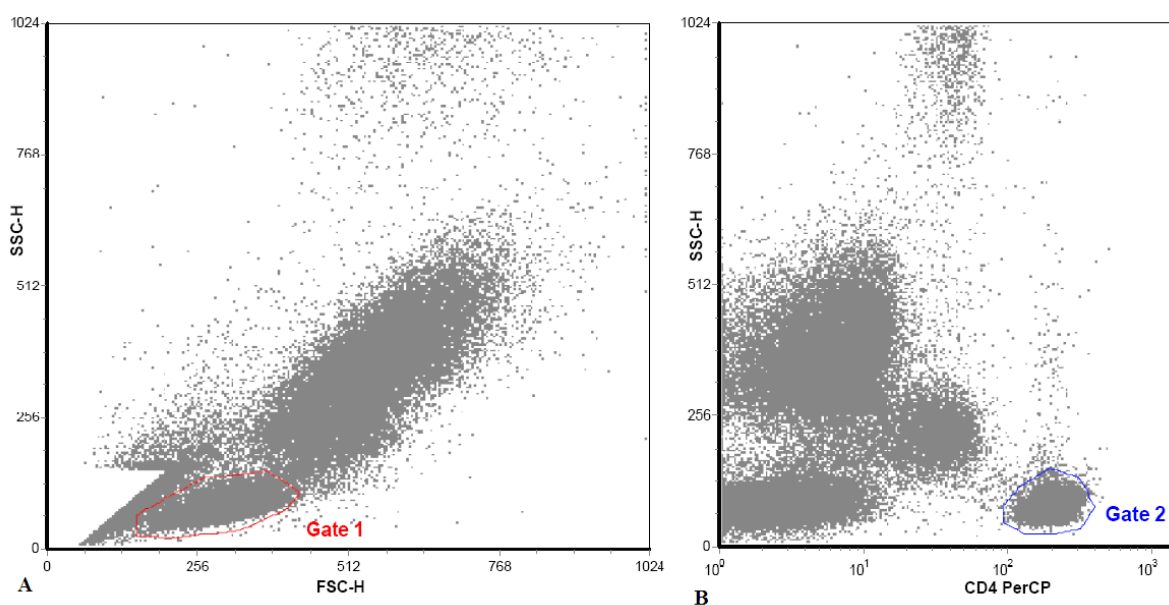 1024
768
512
256
0
SSC-H
0 256 512 768 1024
FSC-H
Gate 1
A
1024
768
512
256
0
SSC-H
10^0 10^1 10^2 10^3
CD4 PerCP
Gate 2
B